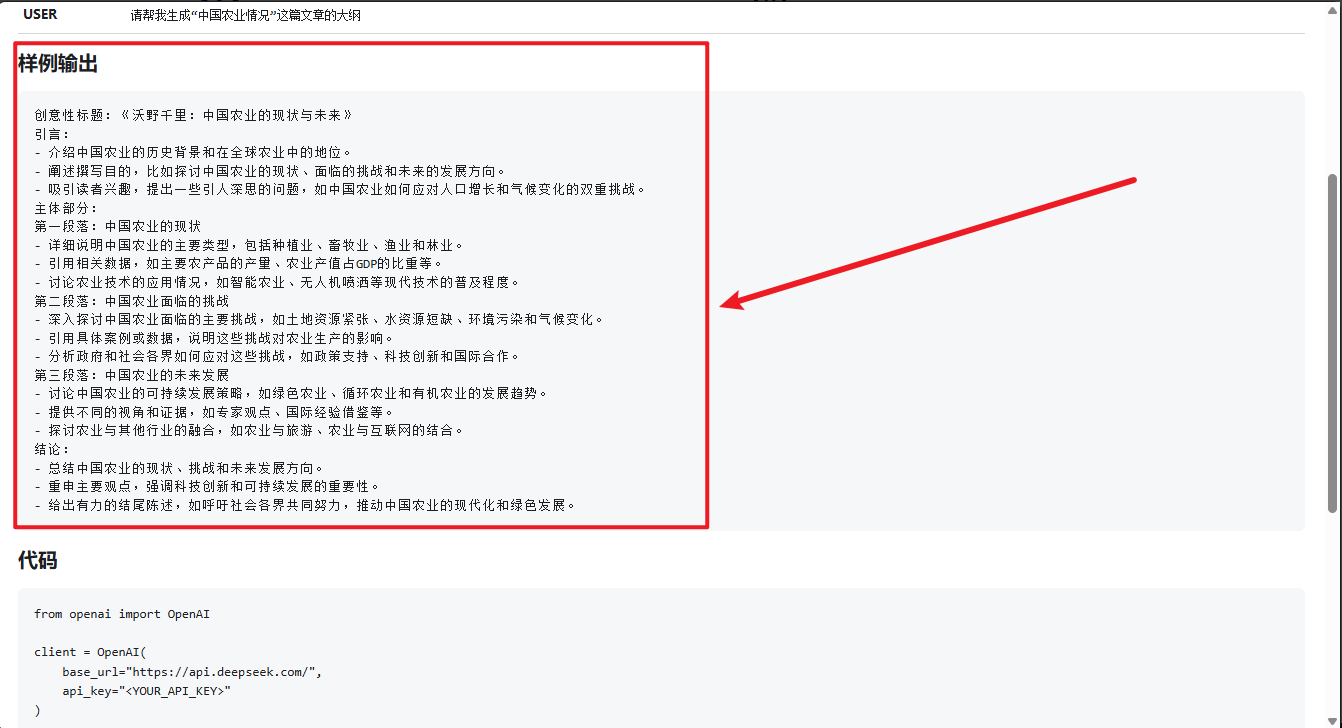 USER 请帮我生成“中国农业情况”这篇文章的大纲
样例输出
创意性标题：《沃野千里：中国农业的现状与未来》
引言：
- 介绍中国农业的历史背景和在全球农业中的地位。
- 阐述撰写目的，比如探讨中国农业的现状、面临的挑战和未来的发展方向。
- 吸引读者兴趣，提出一些引人深思的问题，如中国农业如何应对人口增长和气候变化的双重挑战。
主体部分：
第一段落：中国农业的现状
- 详细说明中国农业的主要类型，包括种植业、畜牧业、渔业和林业。
- 引用相关数据，如主要农产品的产量、农业产值占GDP的比重等。
- 讨论农业技术的应用情况，如智能农业、无人机喷洒等现代技术的普及程度。
第二段落：中国农业面临的挑战
- 深入探讨中国农业面临的主要挑战，如土地资源紧张、水资源短缺、环境污染和气候变化。
- 引用具体案例或数据，说明这些挑战对农业生产的影响。
- 分析政府和社会各界如何应对这些挑战，如政策支持、科技创新和国际合作。
第三段落：中国农业的未来发展
- 讨论中国农业的可持续发展策略，如绿色农业、循环农业和有机农业的发展趋势。
- 提供不同的视角和证据，如专家观点、国际经验借鉴等。
- 探讨农业与其他行业的融合，如农业与旅游、农业与互联网的结合。
结论：
- 总结中国农业的现状、挑战和未来发展方向。
- 重申主要观点，强调科技创新和可持续发展的重要性。
- 给出有力的结尾陈述，如呼吁社会各界共同努力，推动中国农业的现代化和绿色发展。
代码
from openai import OpenAI
client = OpenAI(
base_url="https://api.deepseek.com/",
api_key="<YOUR_API_KEY>"
)